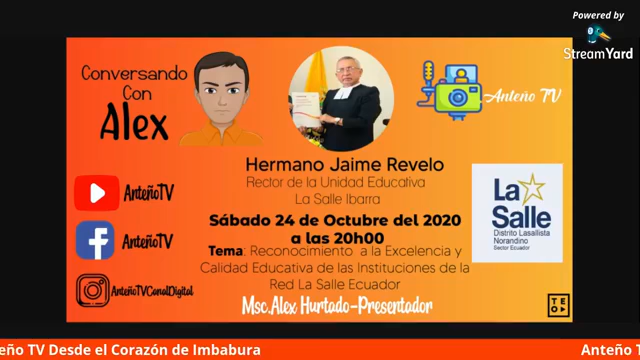 Powered by
StreamYard
Conversando
Con
Alex
Anteño TV
Hermano Jaime Revelo
Rector de la Unidad Educativa
La Salle Ibarra
Sábado 24 de Octubre del 2020
a las 20h00
Tema: Reconocimiento a la Excelencia y
Calidad Educativa de las Instituciones de la
Red La Salle Ecuador
Msc.Alex Hurtado-Presentador
AnteñoTV
AnteñoTV
AnteñoTVCanalDigital
La
Salle
Distrito Lasallista
Norandino
Sector Ecuador
TEO
eño TV Desde el Corazón de Imbabura
Anteño T